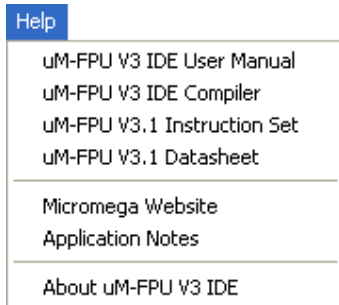 Help
uM-FPU V3 IDE User Manual
uM-FPU V3 IDE Compiler
uM-FPU V3.1 Instruction Set
uM-FPU V3.1 Datasheet
Micromega Website
Application Notes
About uM-FPU V3 IDE